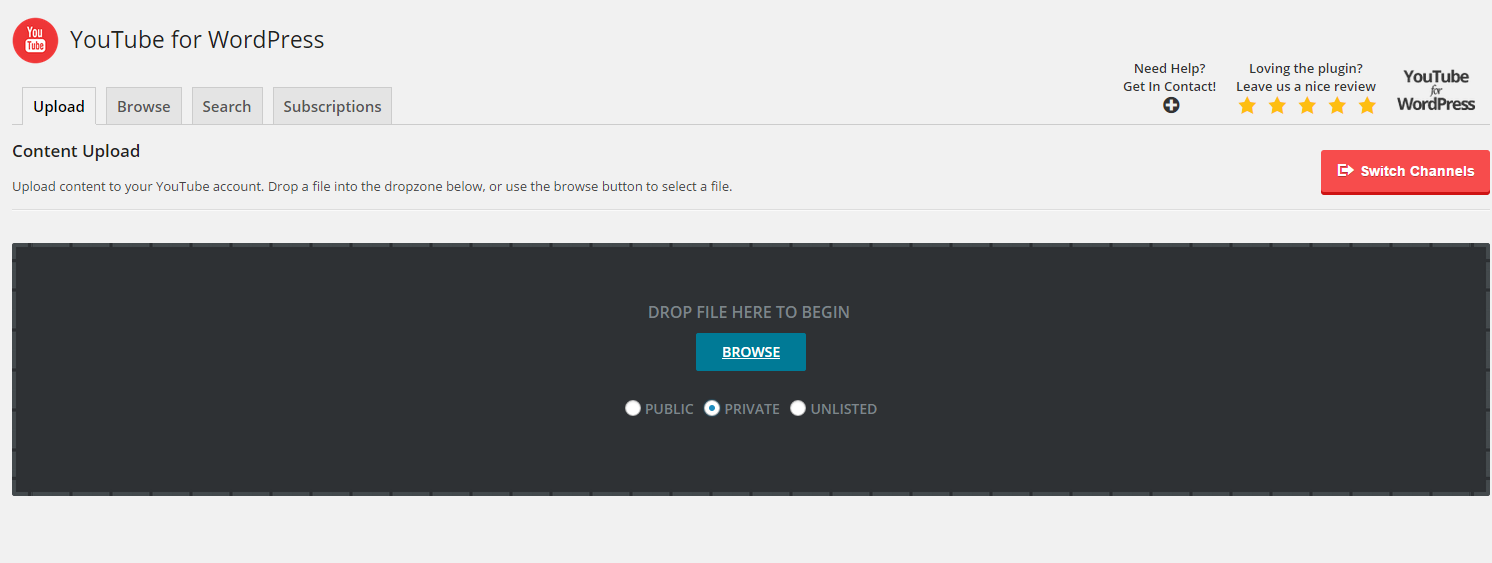 You
Tube
YouTube for WordPress
Need Help?
Get In Contact!
Loving the plugin?
Leave us a nice review
YouTube
for
WordPress
Upload
Browse
Search
Subscriptions
Content Upload
Upload content to your YouTube account. Drop a file into the dropzone below, or use the browse button to select a file.
Switch Channels
DROP FILE HERE TO BEGIN
BROWSE
PUBLIC PRIVATE UNLISTED